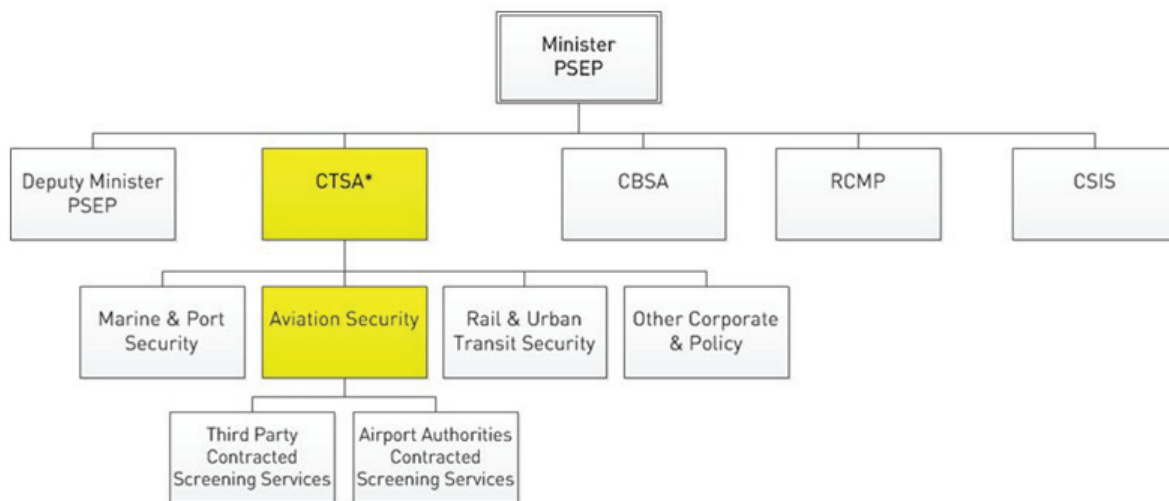 Minister
PSEP
Deputy Minister
PSEP
CTSA*
CBSA
RCMP
CSIS
Marine & Port
Security
Aviation Security
Rail & Urban
Transit Security
Other Corporate
& Policy
Third Party
Contracted
Screening Services
Airport Authorities
Contracted
Screening Services